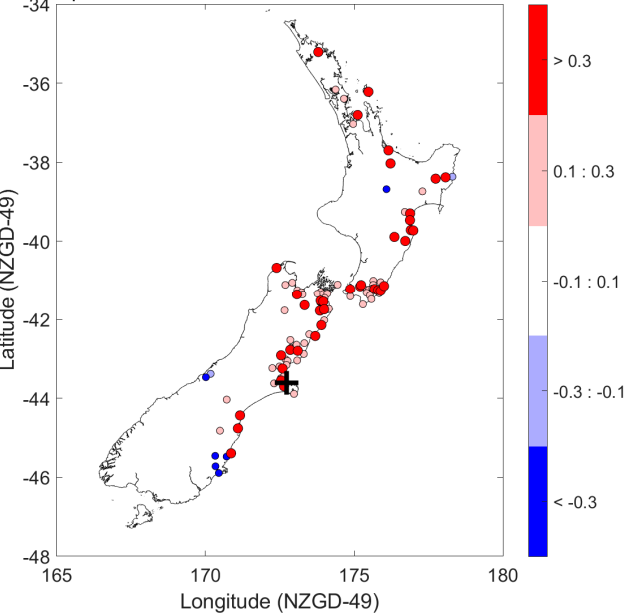 -34
-36
-38
-40
-42
-44
-46
-48
165
170
175
180
Longitude (NZGD-49)
Latitude (NZGD-49)
> 0.3
0.1 : 0.3
-0.1 : 0.1
-0.3 : -0.1
< -0.3